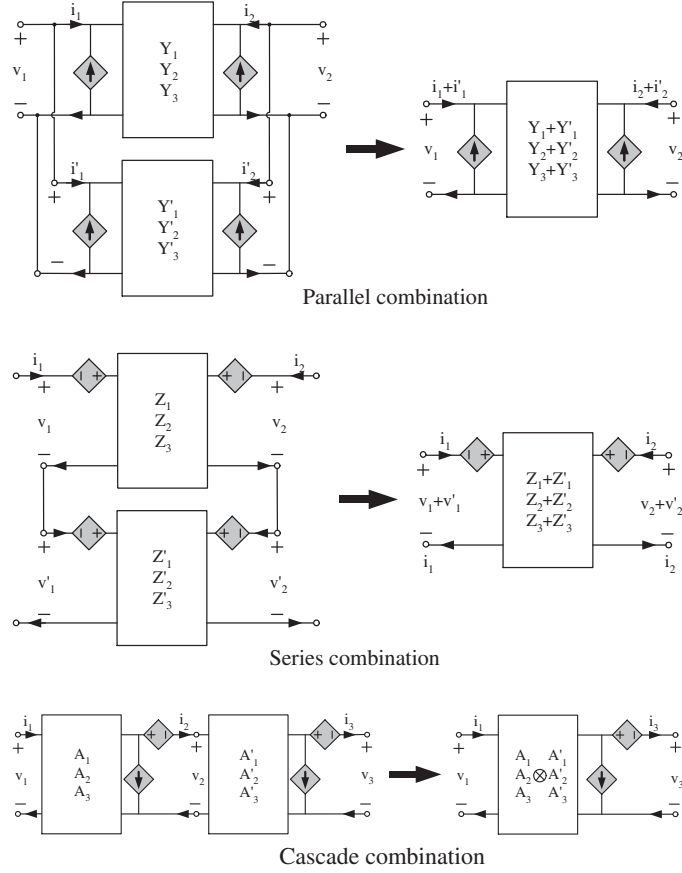 i₁ i₂
+ + + +
v₁ Y₁ v₂
Y₂
Y₃
− −
i'₁ i'₂
+ +
Y'₁
Y'₂
Y'₃
− −
i₁+i'₁ i₂+i'₂
+ +
v₁ Y₁+Y'₁ v₂
Y₂+Y'₂
Y₃+Y'₃
− −
Parallel combination
i₁ − + + − i₂
+ +
v₁ Z₁ v₂
Z₂
Z₃
− −
− + + −
+ +
v'₁ Z'₁ v'₂
Z'₂
Z'₃
− −
i₁ − + + − i₂
+ +
v₁+v'₁ Z₁+Z'₁ v₂+v'₂
Z₂+Z'₂
Z₃+Z'₃
− −
i₁ i₂
Series combination
i₁ + − i₂ + − i₃
+ + +
v₁ A₁ v₂ A'₁ v₃
A₂ A'₂
A₃ A'₃
− − −
i₁ + − i₃
+ +
v₁ A₁ A'₁ v₃
A₂ ⊗ A'₂
A₃ A'₃
− −
Cascade combination